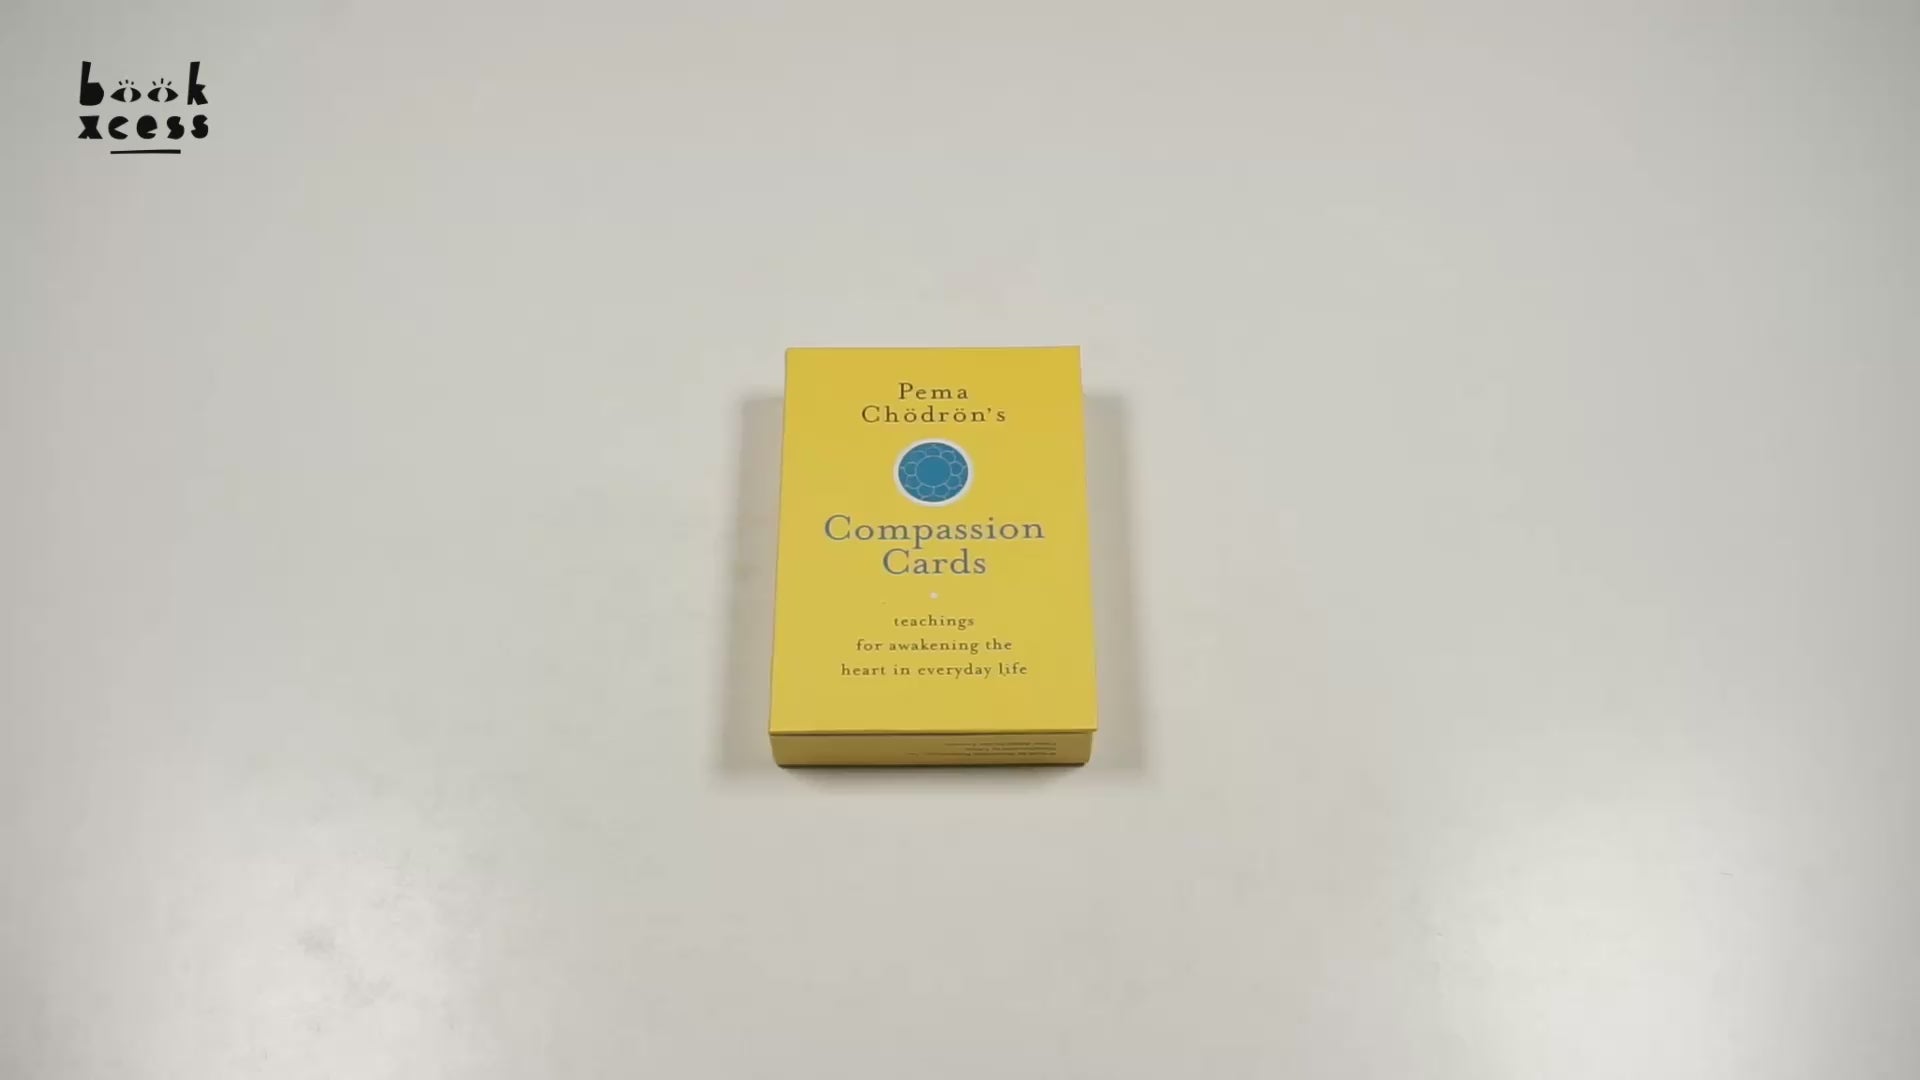 book
xcess
Pema
Chödrön's
Compassion
Cards
teachings
for awakening the
heart in everyday life